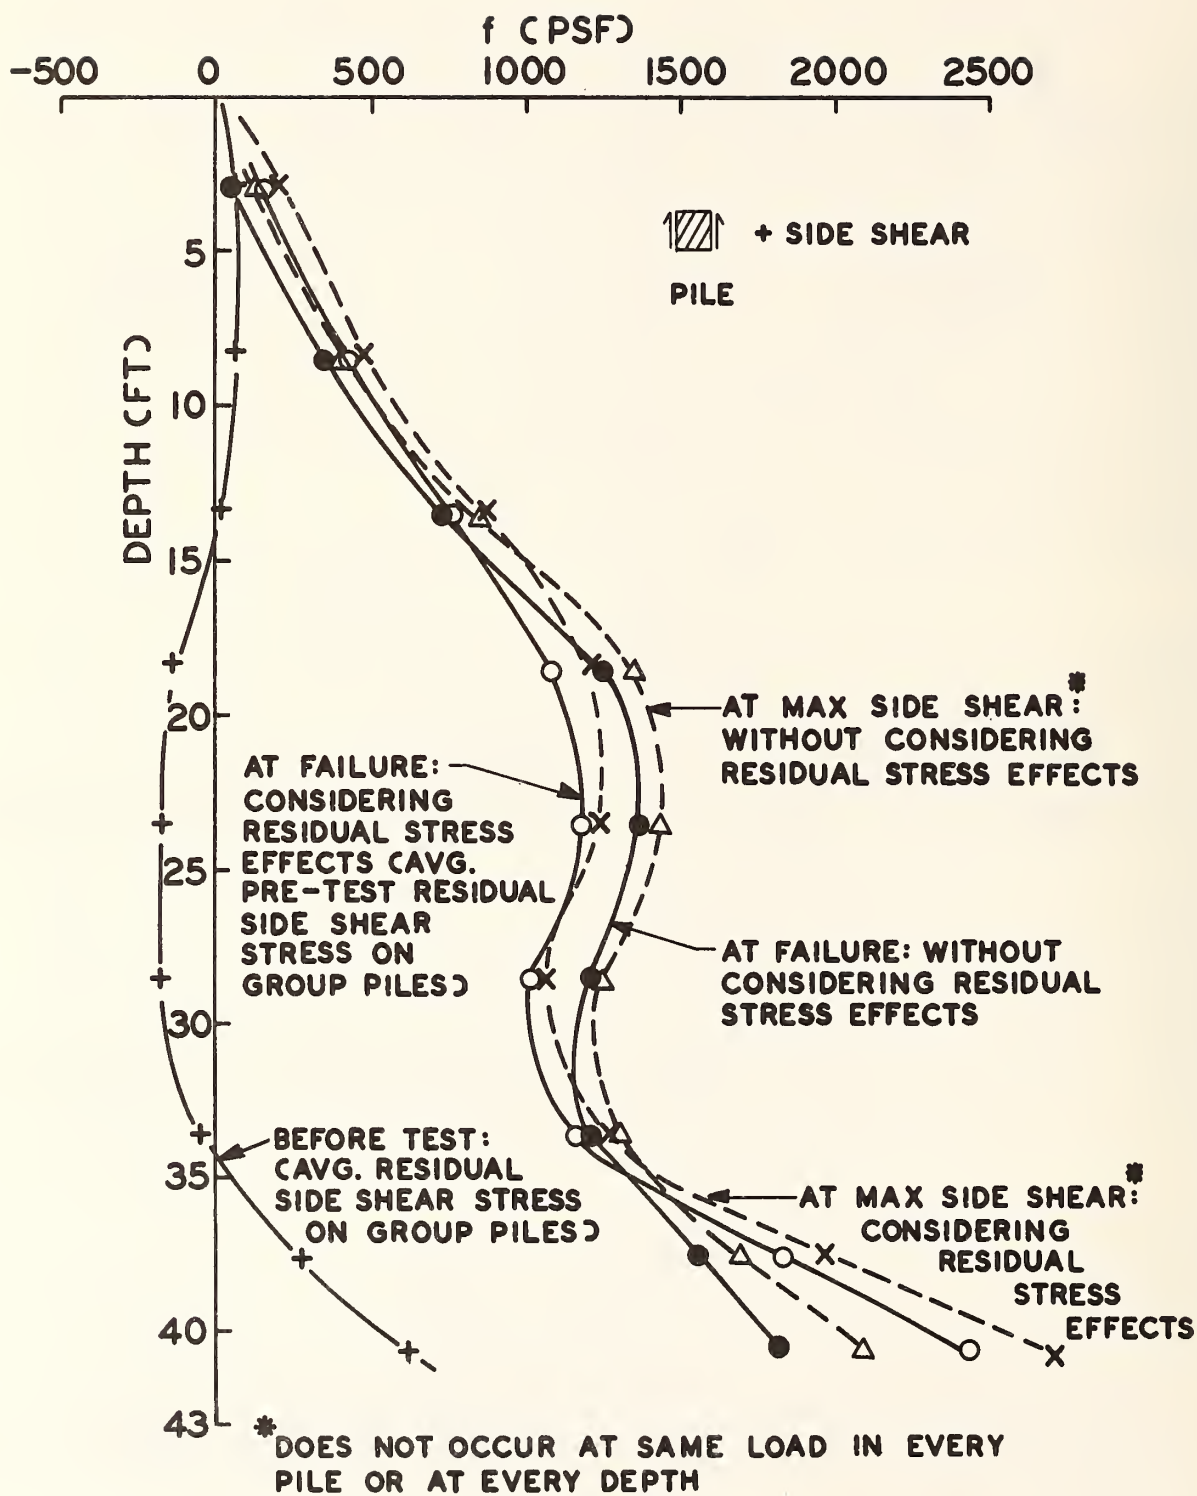 f (PSF)
-500 0 500 1000 1500 2000 2500
+ SIDE SHEAR
PILE
DEPTH (FT)
5
10
15
20
25
30
35
40
43
AT MAX SIDE SHEAR:*
WITHOUT CONSIDERING
RESIDUAL STRESS EFFECTS
AT FAILURE:
CONSIDERING
RESIDUAL STRESS
EFFECTS (AVG.
PRE-TEST RESIDUAL
SIDE SHEAR
STRESS ON
GROUP PILES)
AT FAILURE: WITHOUT
CONSIDERING RESIDUAL
STRESS EFFECTS
BEFORE TEST:
(AVG. RESIDUAL
SIDE SHEAR STRESS
ON GROUP PILES)
AT MAX SIDE SHEAR:*
CONSIDERING
RESIDUAL
STRESS
EFFECTS
*DOES NOT OCCUR AT SAME LOAD IN EVERY
PILE OR AT EVERY DEPTH